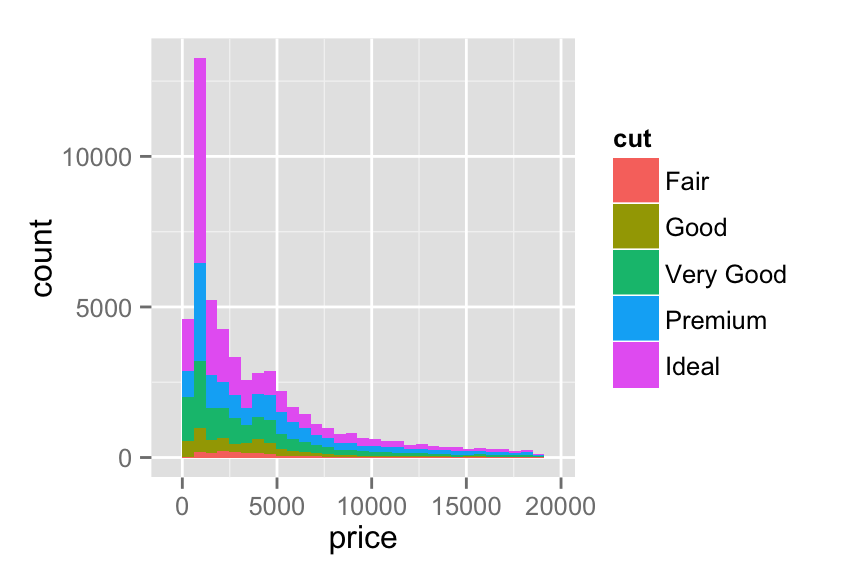 count
10000
5000
0
0 5000 10000 15000 20000
price
cut
Fair
Good
Very Good
Premium
Ideal